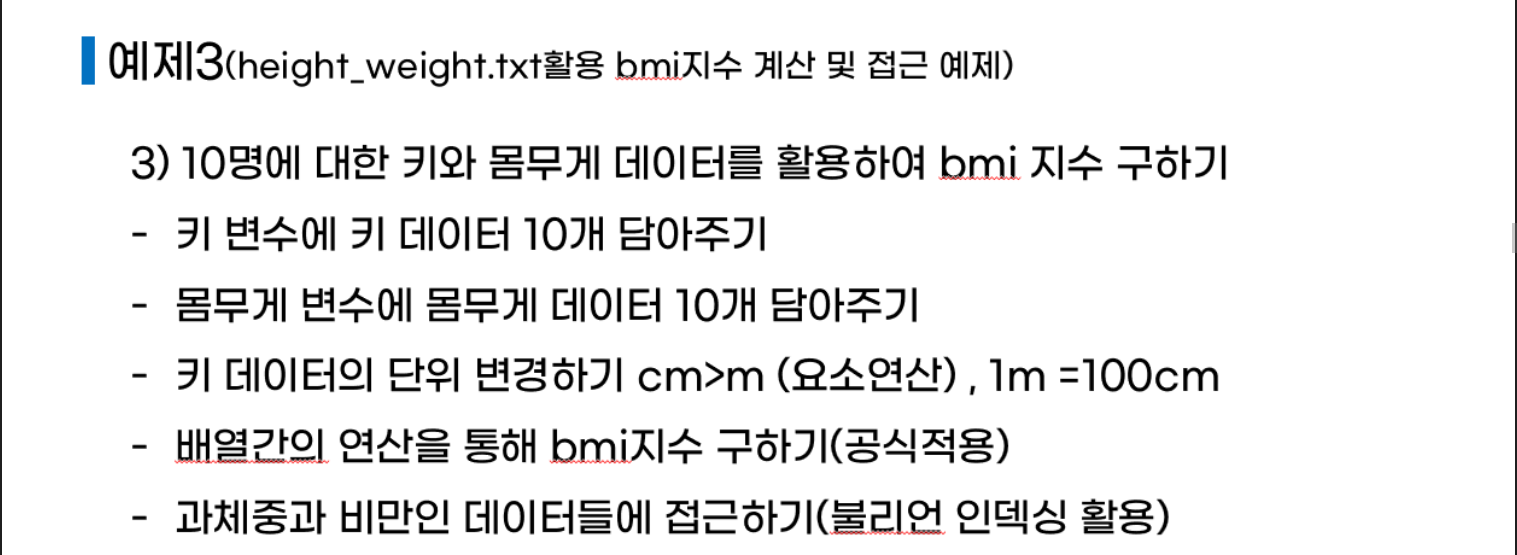 예제3(height_weight.txt활용 bmi지수 계산 및 접근 예제)
3) 10명에 대한 키와 몸무게 데이터를 활용하여 bmi 지수 구하기
- 키 변수에 키 데이터 10개 담아주기
- 몸무게 변수에 몸무게 데이터 10개 담아주기
- 키 데이터의 단위 변경하기 cm>m (요소연산) , 1m =100cm
- 배열간의 연산을 통해 bmi지수 구하기(공식적용)
- 과체중과 비만인 데이터들에 접근하기(불리언 인덱싱 활용)